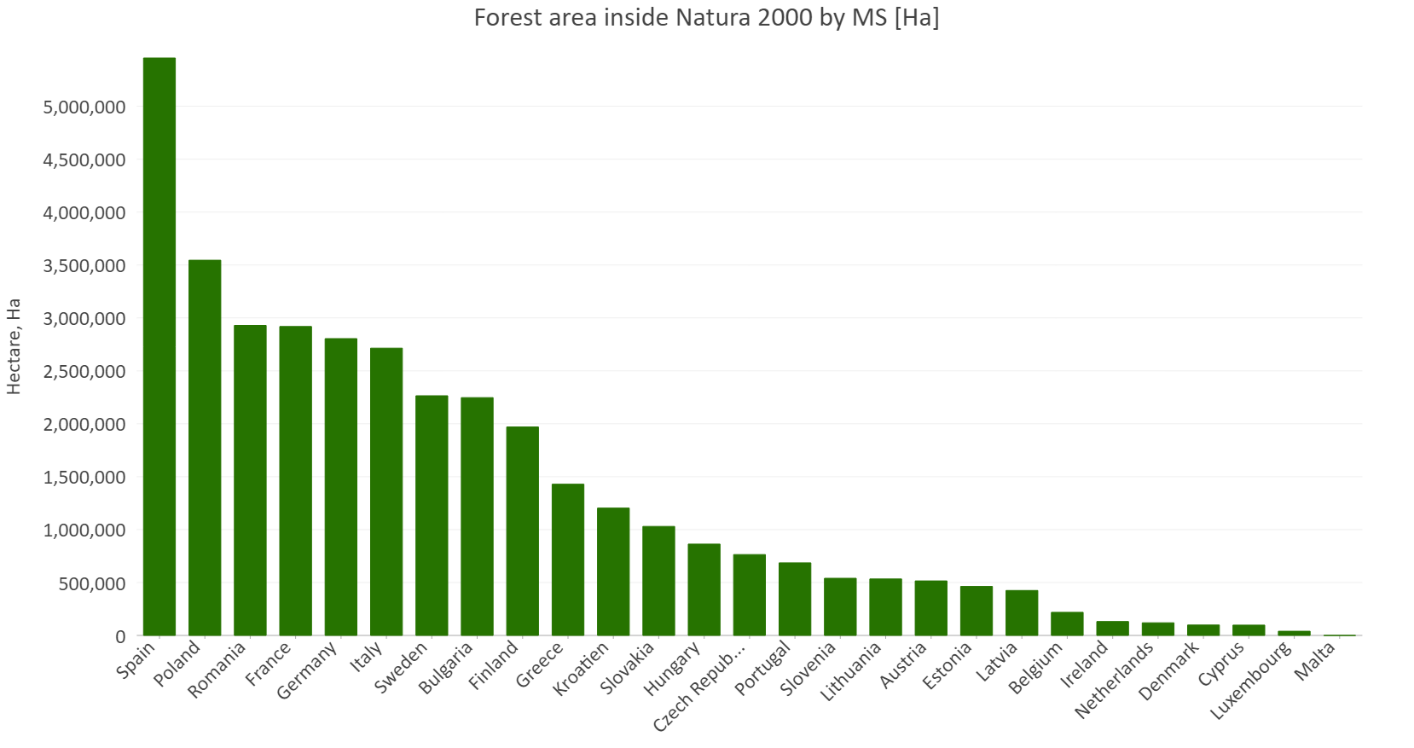 Forest area inside Natura 2000 by MS [Ha]
Hectare, Ha
5,000,000
4,500,000
4,000,000
3,500,000
3,000,000
2,500,000
2,000,000
1,500,000
1,000,000
500,000
0
Spain
Poland
Romania
France
Germany
Italy
Sweden
Bulgaria
Finland
Greece
Kroatien
Slovakia
Hungary
Czech Repub...
Portugal
Slovenia
Lithuania
Austria
Estonia
Latvia
Belgium
Ireland
Netherlands
Denmark
Cyprus
Luxembourg
Malta